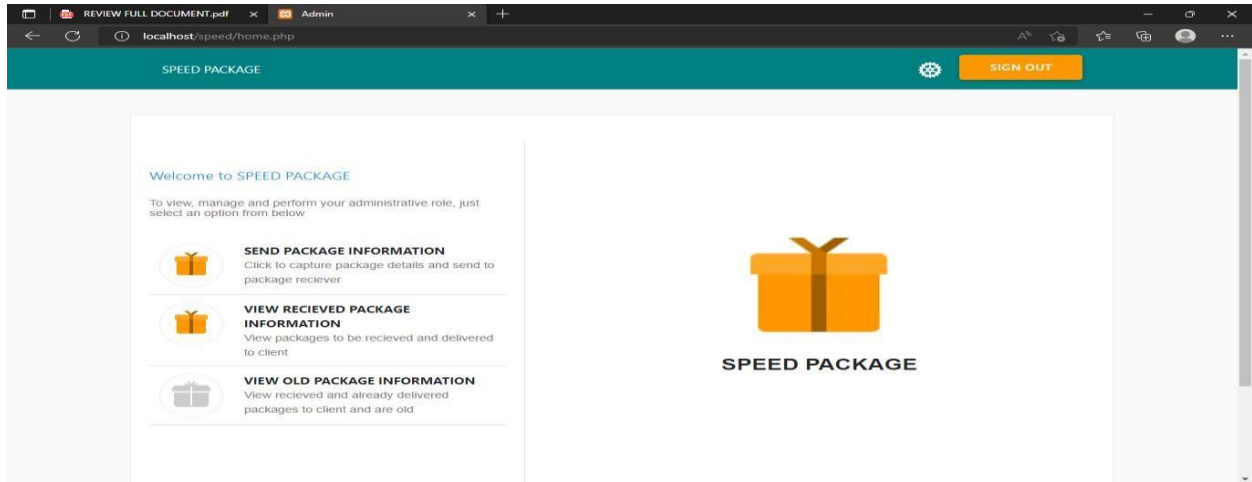 REVIEW FULL DOCUMENT.pdf
Admin
localhost/speed/home.php
SPEED PACKAGE
SIGN OUT
Welcome to SPEED PACKAGE
To view, manage and perform your administrative role, just
select an option from below
SEND PACKAGE INFORMATION
Click to capture package details and send to
package reciever
VIEW RECIEVED PACKAGE
INFORMATION
View packages to be recieved and delivered
to client
VIEW OLD PACKAGE INFORMATION
View recieved and already delivered
packages to client and are old
SPEED PACKAGE